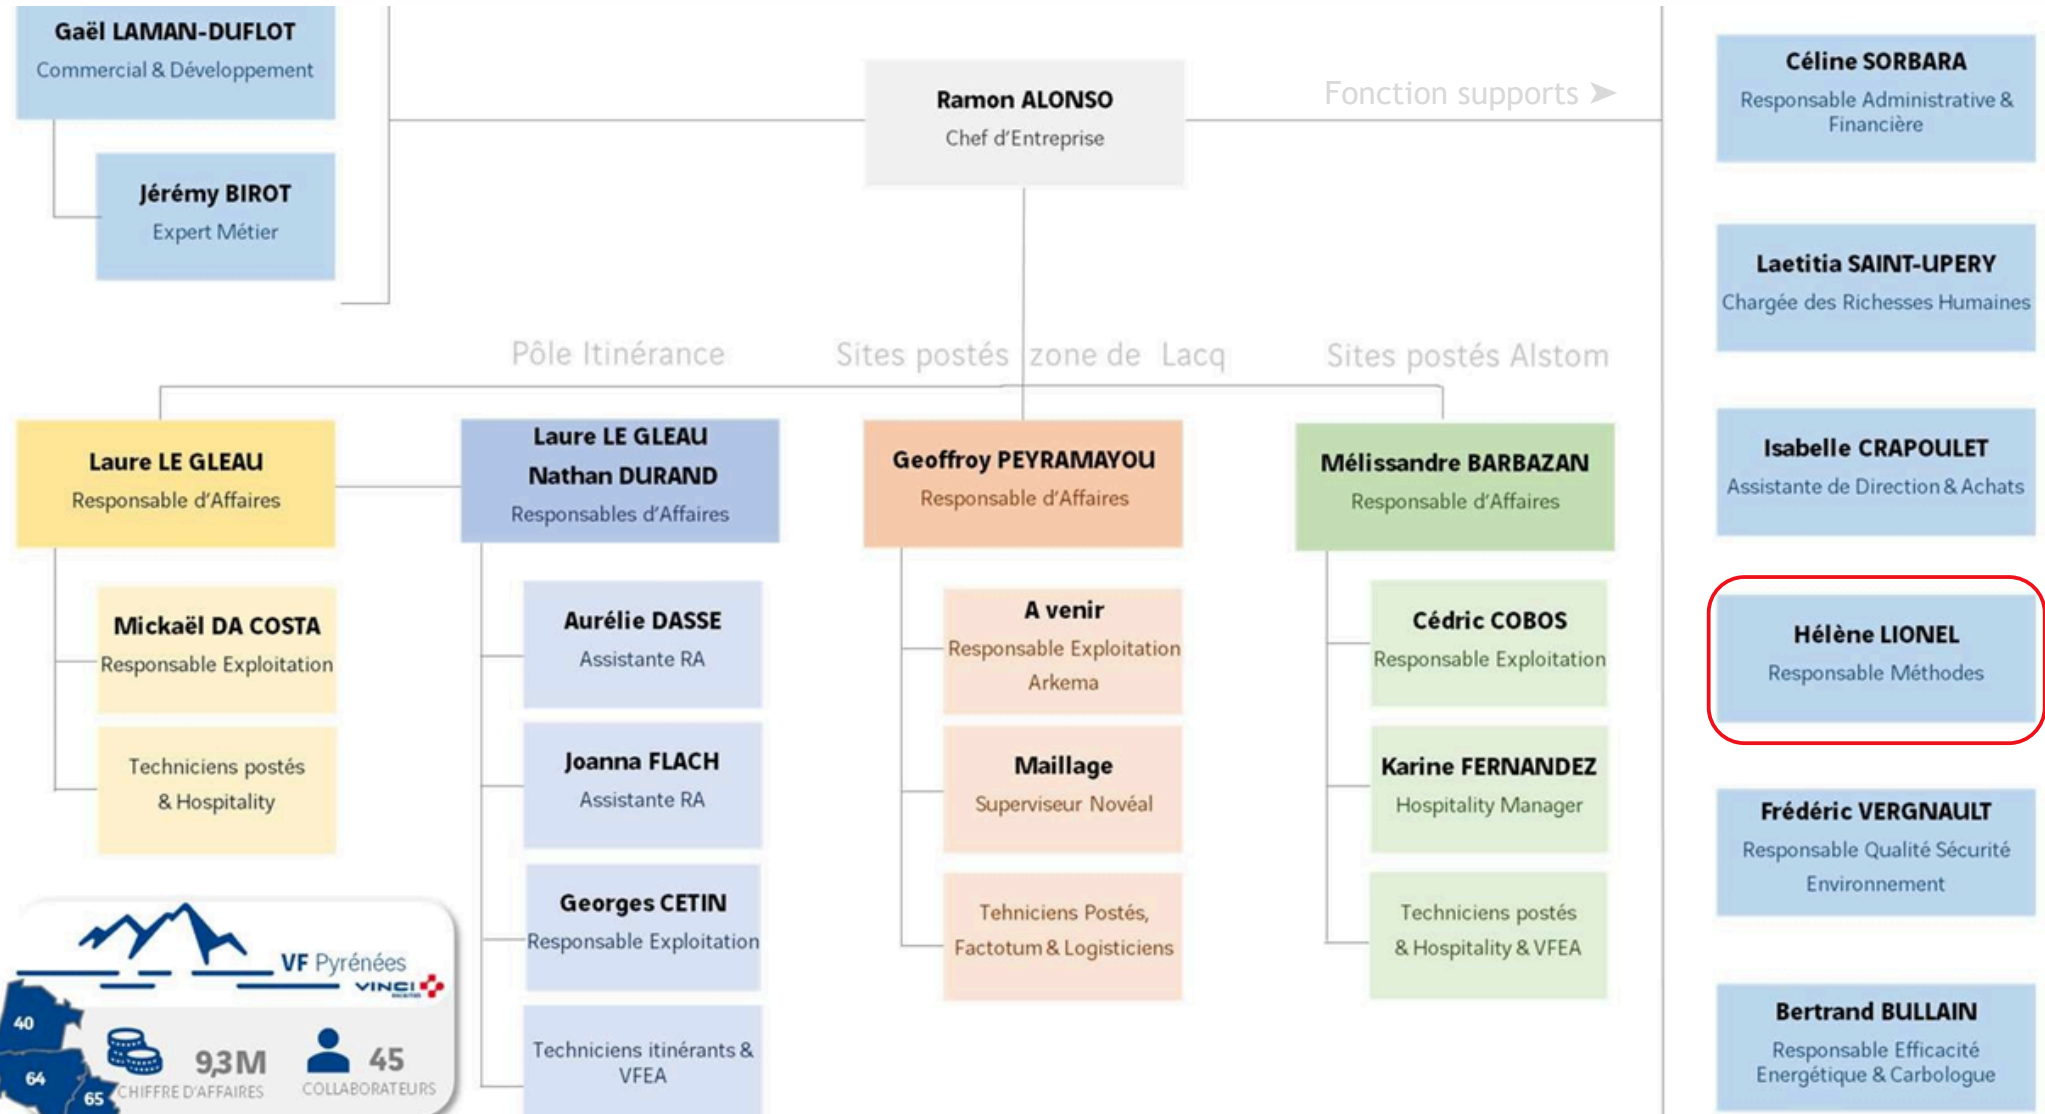 Gaël LAMAN-DUFLOT
Commercial & Développement
Jérémy BIROT
Expert Métier
Ramon ALONSO
Chef d'Entreprise
Fonction supports ➤
Céline SORBARA
Responsable Administrative &
Financière
Laetitia SAINT-UPERY
Chargée des Richesses Humaines
Isabelle CRAPOULET
Assistante de Direction & Achats
Hélène LIONEL
Responsable Méthodes
Frédéric VERGNAULT
Responsable Qualité Sécurité
Environnement
Bertrand BULLAIN
Responsable Efficacité
Energétique & Carbologue
Pôle Itinérance
Sites postés zone de Lacq
Sites postés Alstom
Laure LE GLEAU
Responsable d'Affaires
Mickaël DA COSTA
Responsable Exploitation
Techniciens postés
& Hospitality
Laure LE GLEAU
Nathan DURAND
Responsables d'Affaires
Aurélie DASSE
Assistante RA
Joanna FLACH
Assistante RA
Georges CETIN
Responsable Exploitation
Techniciens itinérants &
VFEA
Geoffroy PEYRAMAYOU
Responsable d'Affaires
A venir
Responsable Exploitation
Arkema
Maillage
Superviseur Novéal
Tehniciens Postés,
Factotum & Logisticiens
Mélissandre BARBAZAN
Responsable d'Affaires
Cédric COBOS
Responsable Exploitation
Karine FERNANDEZ
Hospitality Manager
Techniciens postés
& Hospitality & VFEA
VF Pyrénées
VINCI
40
64
65
9,3M
CHIFFRE D'AFFAIRES
45
COLLABORATEURS